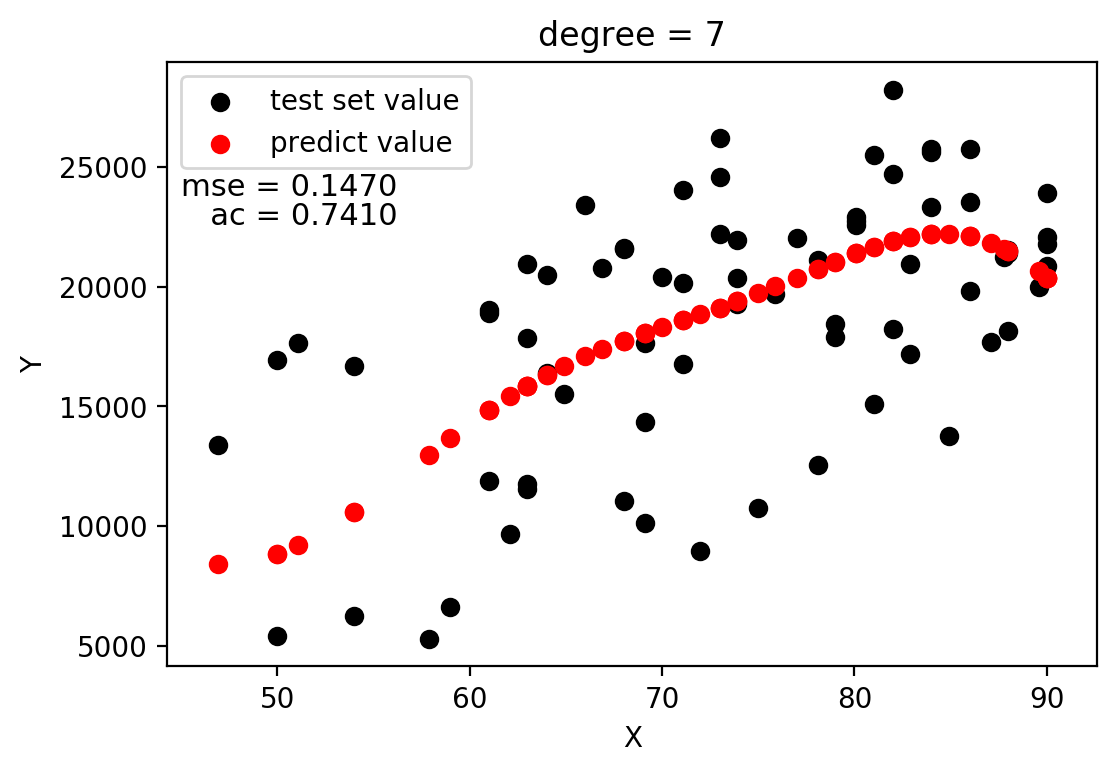 degree = 7
test set value
predict value
mse = 0.1470
ac = 0.7410
25000
20000
15000
10000
5000
Y
50 60 70 80 90
X